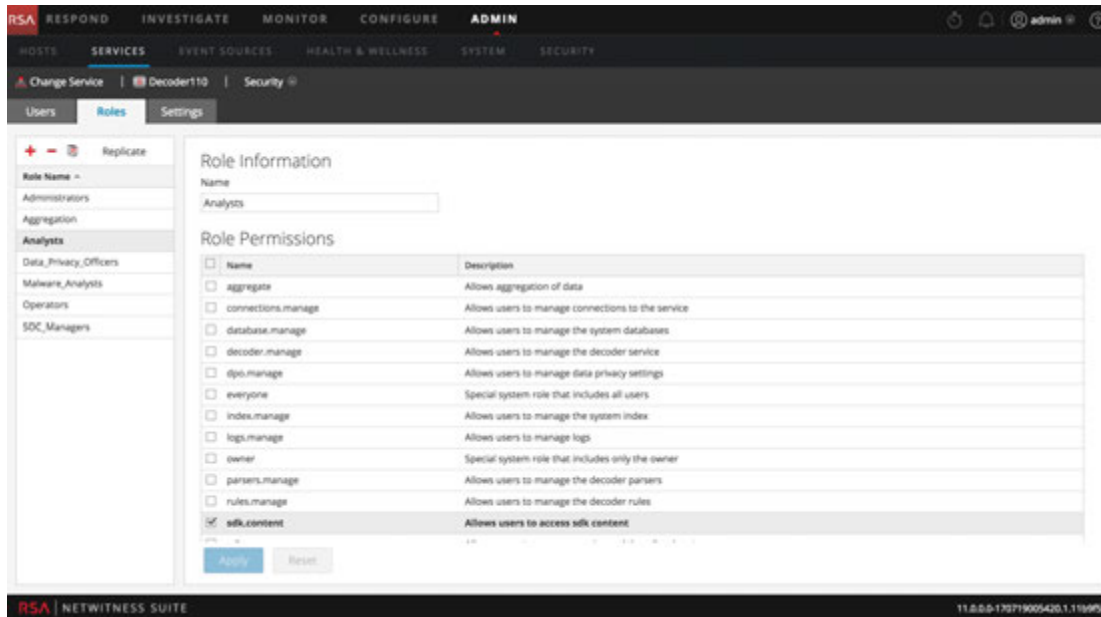 RSA RESPOND INVESTIGATE MONITOR CONFIGURE ADMIN admin
HOSTS SERVICES EVENT SOURCES HEALTH & WELLNESS SYSTEM SECURITY
Change Service | Decoder110 | Security
Users Roles Settings
Replicate
Role Name
Administrators
Aggregation
Analysts
Data_Privacy_Officers
Malware_Analysts
Operators
SOC_Managers
Role Information
Name
Analysts
Role Permissions
Name Description
aggregate Allows aggregation of data
connections.manage Allows users to manage connections to the service
database.manage Allows users to manage the system databases
decoder.manage Allows users to manage the decoder service
dpo.manage Allows users to manage data privacy settings
everyone Special system role that includes all users
index.manage Allows users to manage the system index
logs.manage Allows users to manage logs
owner Special system role that includes only the owner
parsers.manage Allows users to manage the decoder parsers
rules.manage Allows users to manage the decoder rules
sdk.content Allows users to access sdk content
Apply Reset
RSA | NETWITNESS SUITE